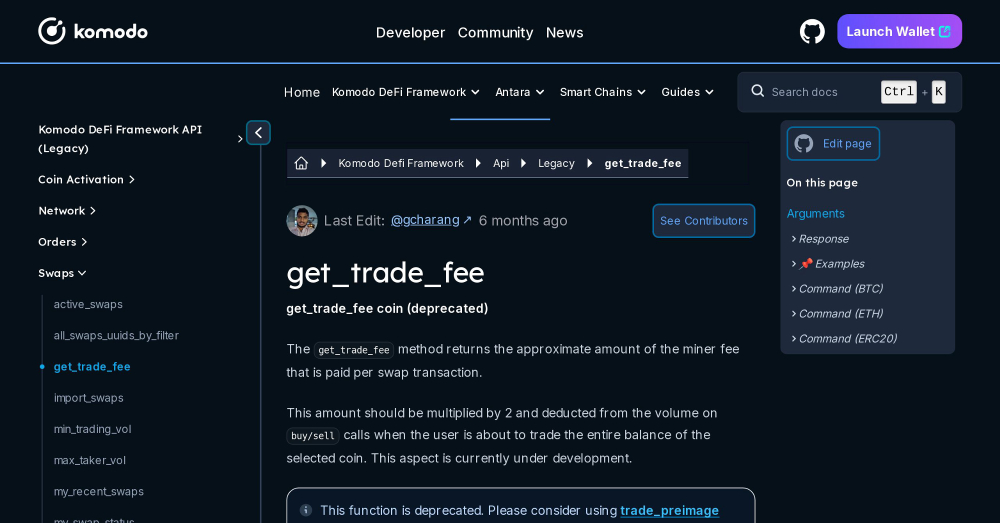 komodo
Developer Community News
Launch Wallet
Home Komodo DeFi Framework Antara Smart Chains Guides
Search docs Ctrl + K
Komodo DeFi Framework API
(Legacy)
Coin Activation
Network
Orders
Swaps
active_swaps
all_swaps_uuids_by_filter
get_trade_fee
import_swaps
min_trading_vol
max_taker_vol
my_recent_swaps
my_swap_status
Komodo Defi Framework Api Legacy get_trade_fee
Last Edit: @gcharang ↗ 6 months ago
See Contributors
get_trade_fee
get_trade_fee coin (deprecated)
The get_trade_fee method returns the approximate amount of the miner fee
that is paid per swap transaction.
This amount should be multiplied by 2 and deducted from the volume on
buy/sell calls when the user is about to trade the entire balance of the
selected coin. This aspect is currently under development.
This function is deprecated. Please consider using trade_preimage
Edit page
On this page
Arguments
Response
📌 Examples
Command (BTC)
Command (ETH)
Command (ERC20)